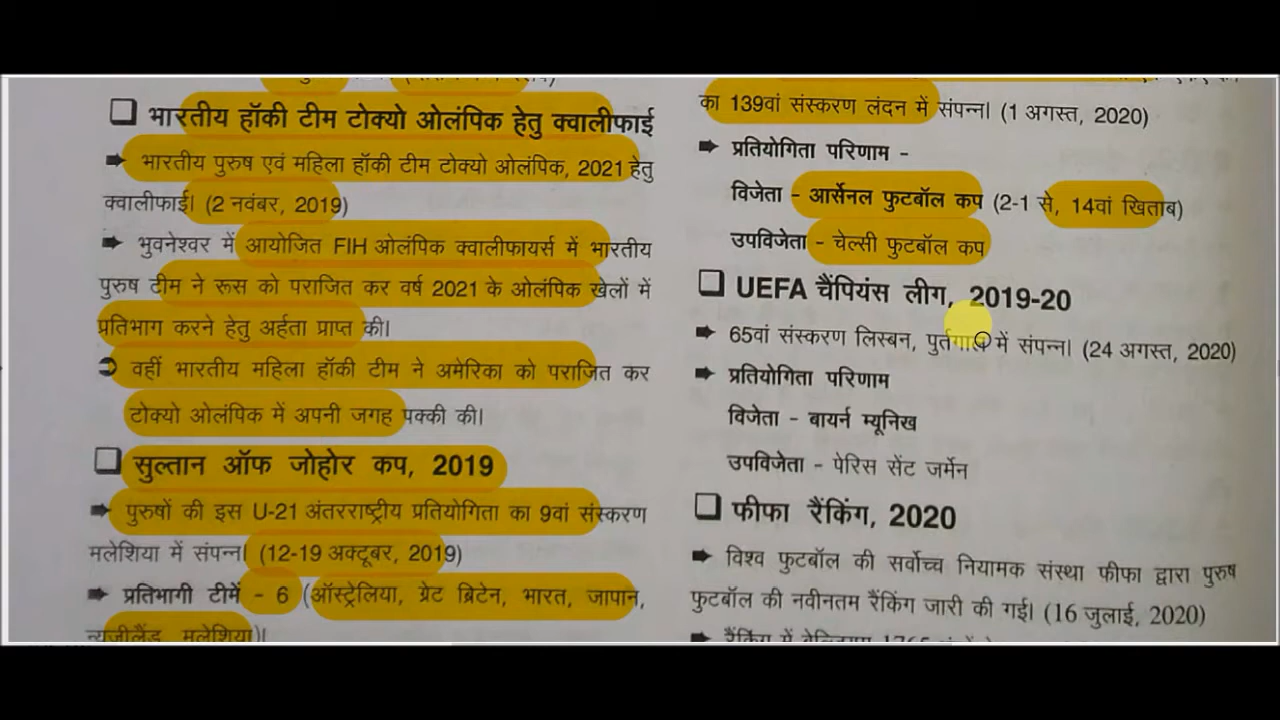 ❑ भारतीय हॉकी टीम टोक्यो ओलंपिक हेतु क्वालीफाई
➡ भारतीय पुरुष एवं महिला हॉकी टीम टोक्यो ओलंपिक, 2021 हेतु
क्वालीफाई। (2 नवंबर, 2019)
➡ भुवनेश्वर में आयोजित FIH ओलंपिक क्वालीफायर्स में भारतीय
पुरुष टीम ने रूस को पराजित कर वर्ष 2021 के ओलंपिक खेलों में
प्रतिभाग करने हेतु अर्हता प्राप्त की।
➲ वहीं भारतीय महिला हॉकी टीम ने अमेरिका को पराजित कर
टोक्यो ओलंपिक में अपनी जगह पक्की की।
❑ सुल्तान ऑफ जोहोर कप, 2019
➡ पुरुषों की इस U-21 अंतरराष्ट्रीय प्रतियोगिता का 9वां संस्करण
मलेशिया में संपन्न। (12-19 अक्टूबर, 2019)
➡ प्रतिभागी टीमें - 6 (ऑस्ट्रेलिया, ग्रेट ब्रिटेन, भारत, जापान,
न्यूजीलैंड, मलेशिया)।
का 139वां संस्करण लंदन में संपन्न। (1 अगस्त, 2020)
➡ प्रतियोगिता परिणाम -
विजेता - आर्सेनल फुटबॉल कप (2-1 से, 14वां खिताब)
उपविजेता - चेल्सी फुटबॉल कप
❑ UEFA चैंपियंस लीग, 2019-20
➡ 65वां संस्करण लिस्बन, पुर्तगाल में संपन्न। (24 अगस्त, 2020)
➡ प्रतियोगिता परिणाम
विजेता - बायर्न म्यूनिख
उपविजेता - पेरिस सेंट जर्मेन
❑ फीफा रैंकिंग, 2020
➡ विश्व फुटबॉल की सर्वोच्च नियामक संस्था फीफा द्वारा पुरुष
फुटबॉल की नवीनतम रैंकिंग जारी की गई। (16 जुलाई, 2020)
➡ रैंकिंग में बेल्जियम 1765